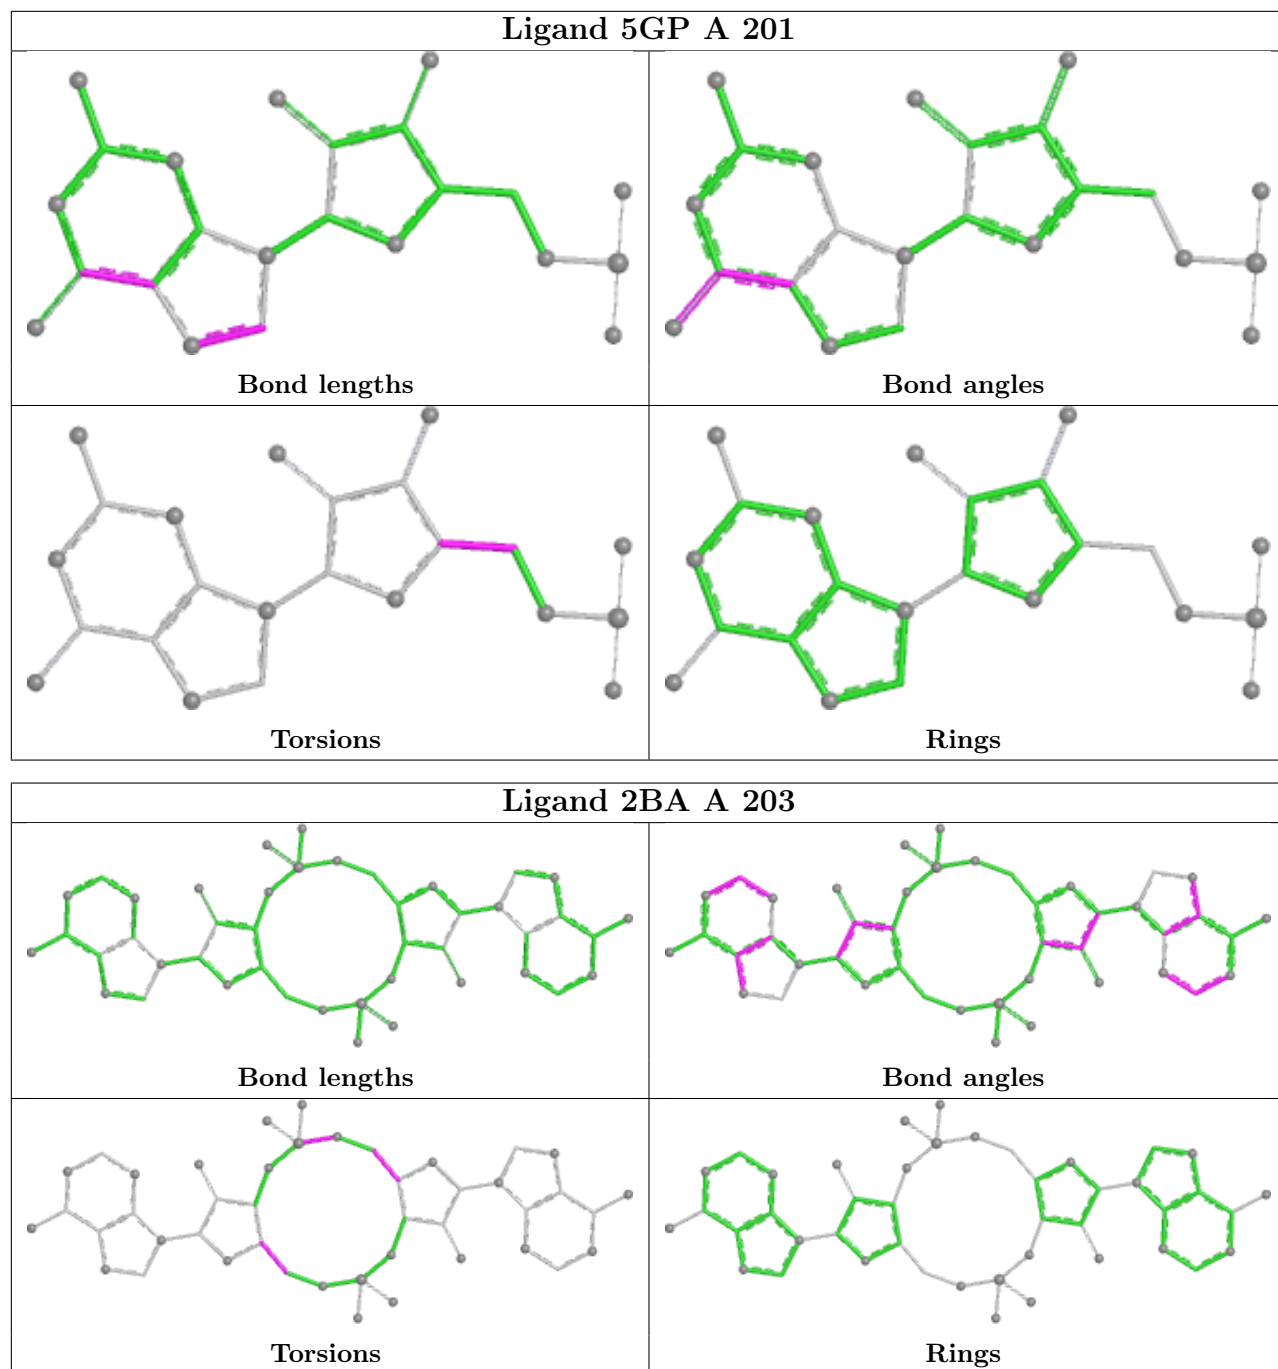 Ligand 5GP A 201
Bond lengths
Bond angles
Torsions
Rings
Ligand 2BA A 203
Bond lengths
Bond angles
Torsions
Rings